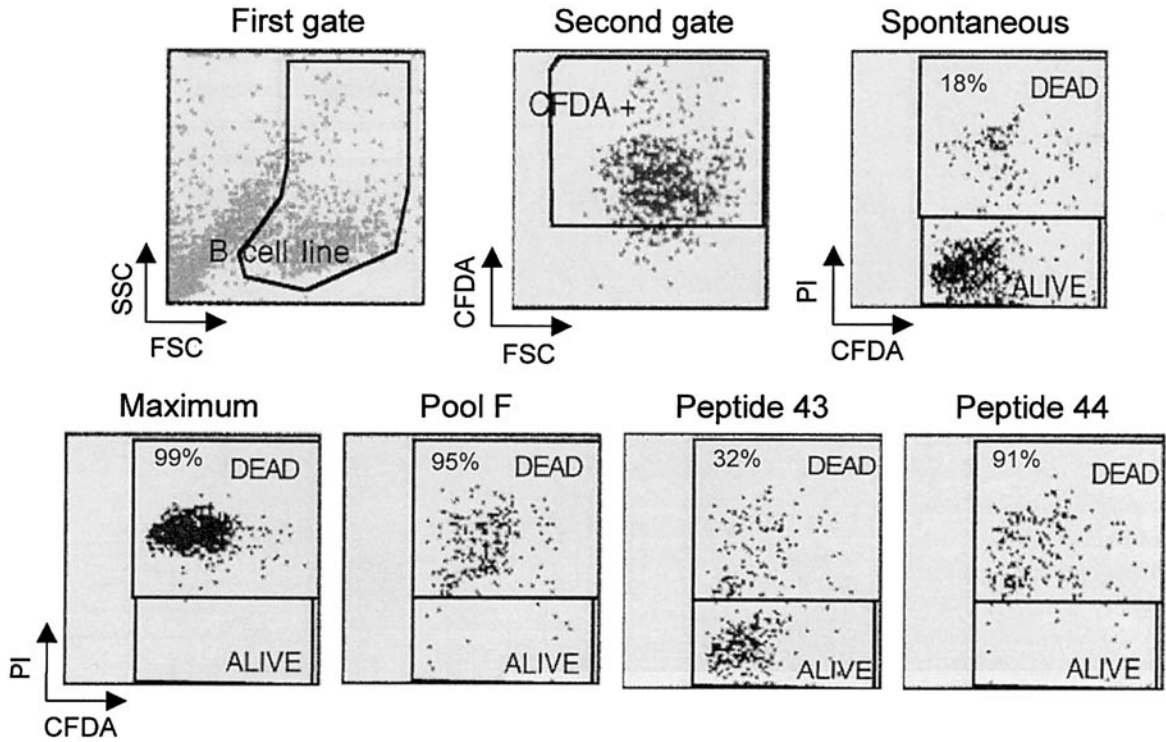 First gate
Second gate
Spontaneous
SSC
FSC
B cell line
CFDA
FSC
CFDA +
PI
CFDA
18%
DEAD
ALIVE
Maximum
Pool F
Peptide 43
Peptide 44
PI
CFDA
99%
DEAD
ALIVE
95%
DEAD
ALIVE
32%
DEAD
ALIVE
91%
DEAD
ALIVE